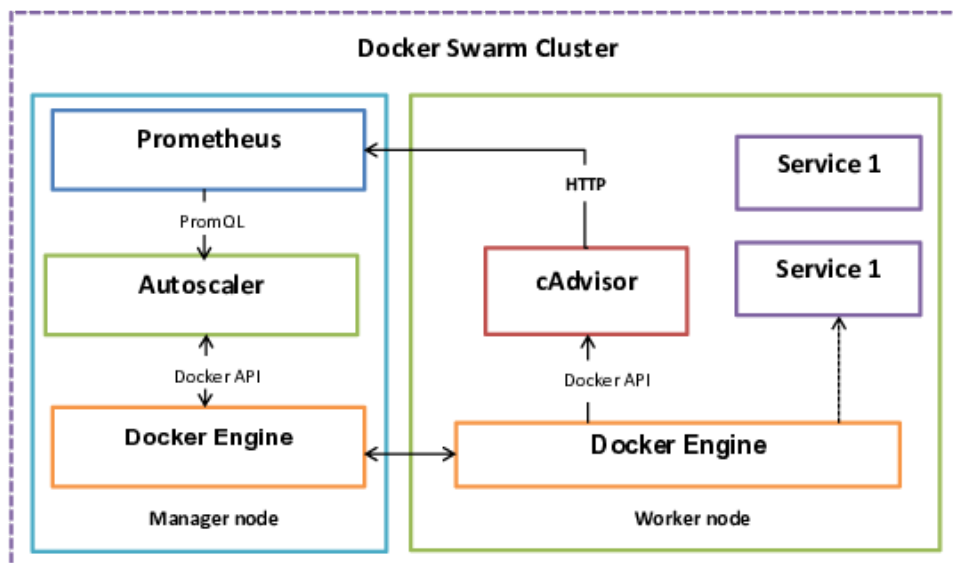 Docker Swarm Cluster
Prometheus
PromQL
Autoscaler
Docker API
Docker Engine
Manager node
HTTP
cAdvisor
Docker API
Service 1
Service 1
Docker Engine
Worker node